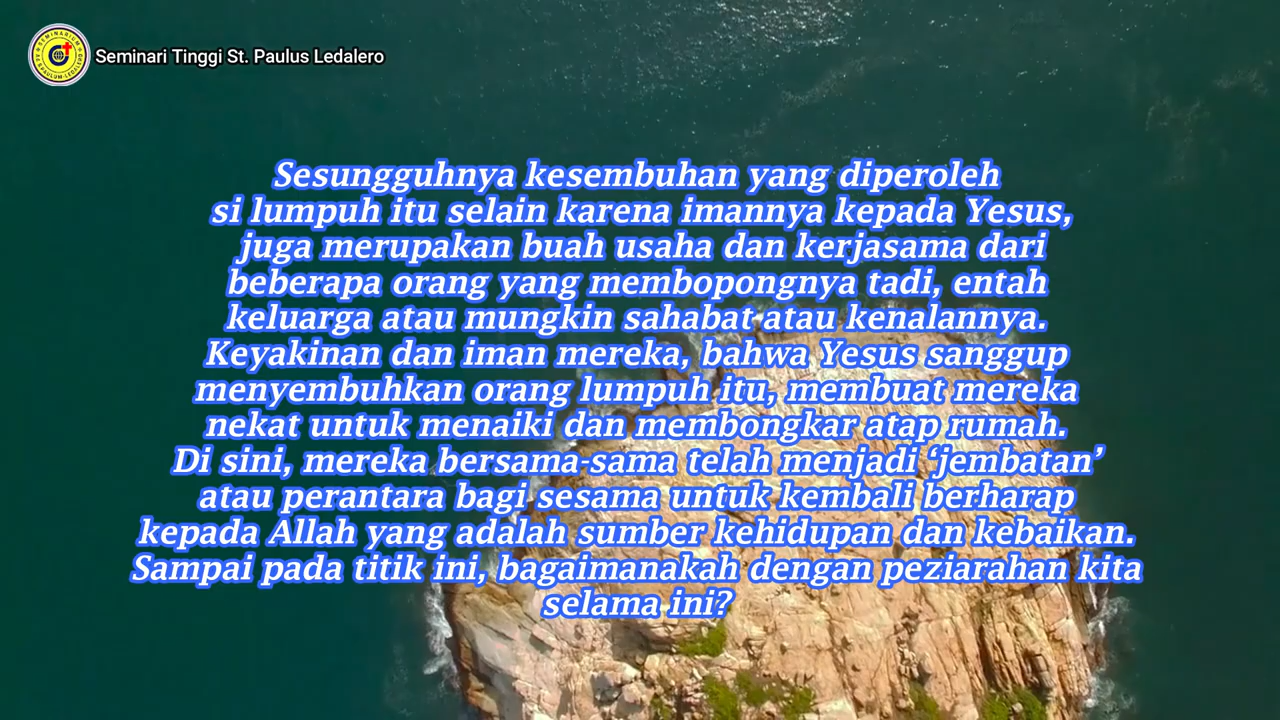 Seminari Tinggi St. Paulus Ledalero
Sesungguhnya kesembuhan yang diperoleh
si lumpuh itu selain karena imannya kepada Yesus,
juga merupakan buah usaha dan kerjasama dari
beberapa orang yang membopongnya tadi, entah
keluarga atau mungkin sahabat atau kenalannya.
Keyakinan dan iman mereka, bahwa Yesus sanggup
menyembuhkan orang lumpuh itu, membuat mereka
nekat untuk menaiki dan membongkar atap rumah.
Di sini, mereka bersama-sama telah menjadi ‘jembatan’
atau perantara bagi sesama untuk kembali berharap
kepada Allah yang adalah sumber kehidupan dan kebaikan.
Sampai pada titik ini, bagaimanakah dengan peziarahan kita
selama ini?